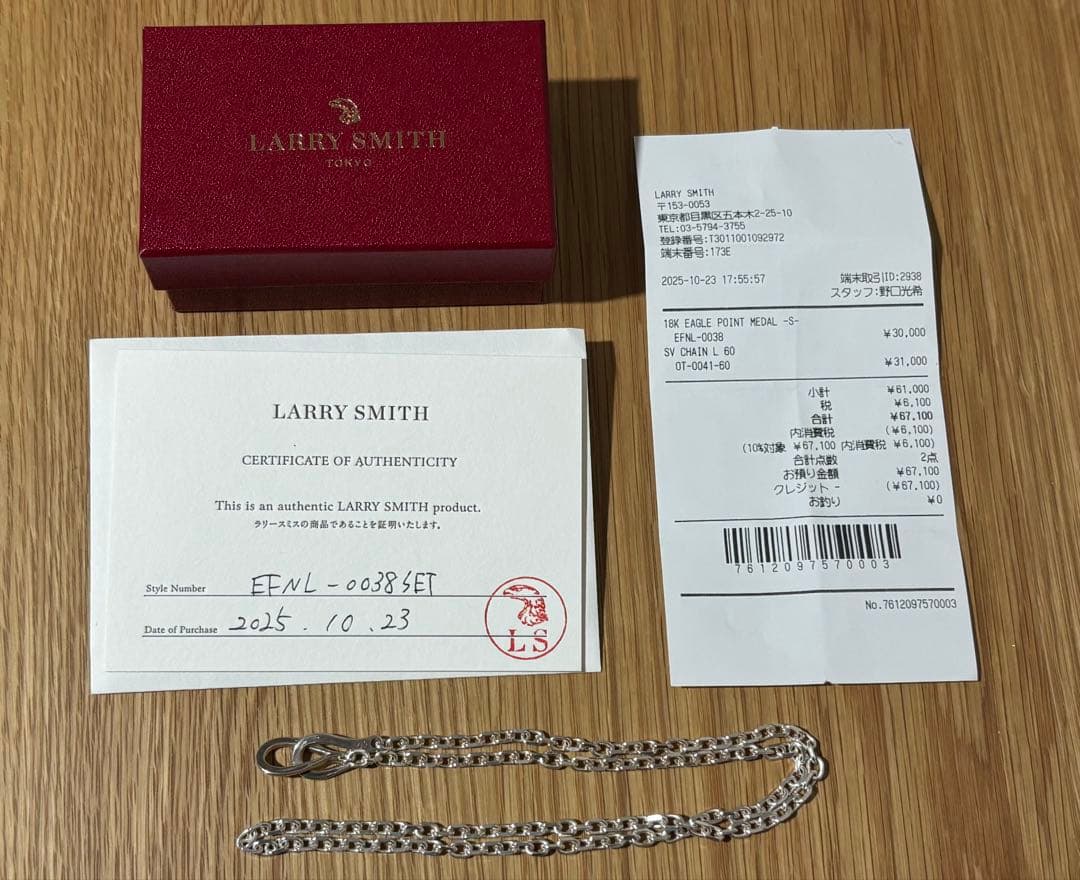 LARRY SMITH
TOKYO
LARRY SMITH
〒153-0053
東京都目黒区五本木2-25-10
TEL:03-5794-3755
登録番号:T3011001092972
端末番号:173E
2025-10-23 17:55:57 端末取引ID:2938
スタッフ:野口光希
18K EAGLE POINT MEDAL -S-
EFNL-0038 ¥30,000
SV CHAIN L 60
OT-0041-60 ¥31,000
小計 ¥61,000
税 ¥6,100
合計 ¥67,100
内消費税 (¥6,100)
(10%対象 ¥67,100 内消費税 ¥6,100)
合計点数 2点
お預り金額 ¥67,100
クレジット - (¥67,100)
お釣り ¥0
7612097570003
No.7612097570003
LARRY SMITH
CERTIFICATE OF AUTHENTICITY
This is an authentic LARRY SMITH product.
ラリースミスの商品であることを証明いたします。
Style Number EFNL-0038SET
Date of Purchase 2025.10.23
LS